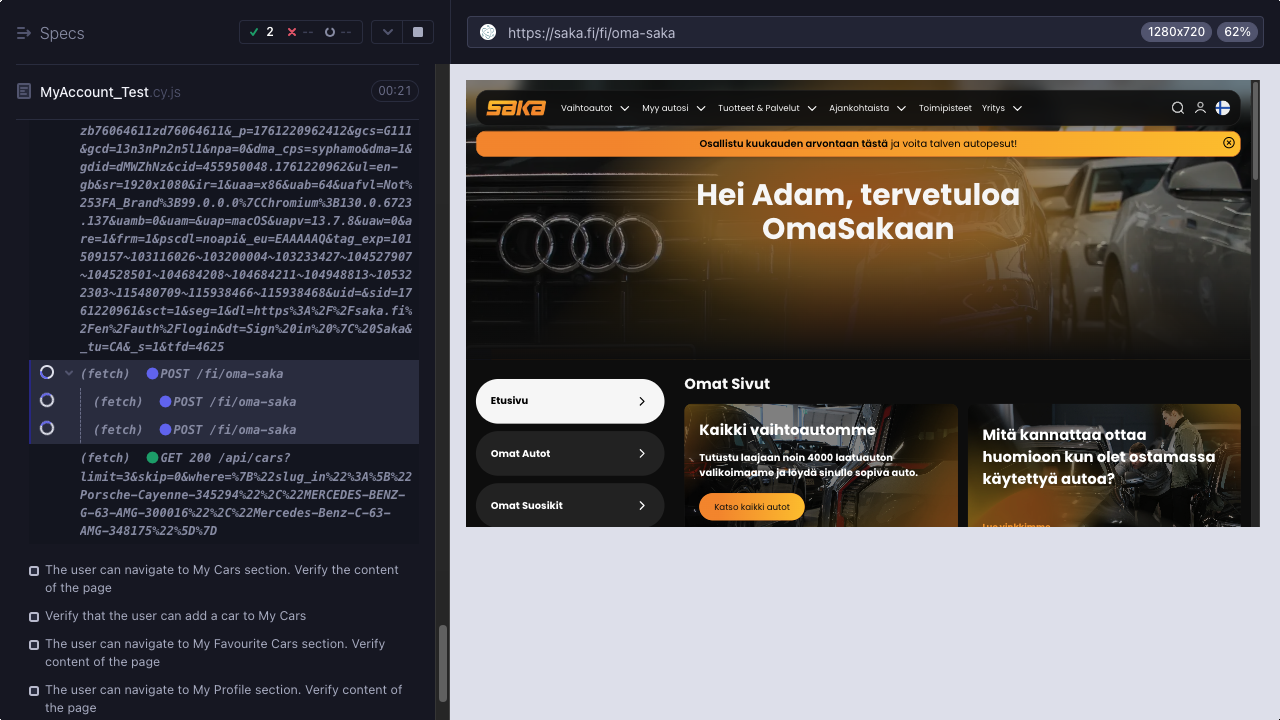 Specs
2
--
--
MyAccount_Test.cy.js
00:21
zb76064611zd76064611&_p=1761220962412&gcs=G111
&gcd=13n3nPn2n5l1&npa=0&dma_cps=syphamo&dma=1&
gdid=dMWZhNz&cid=455919048.1761220962&ul=en-
gb&sr=1920x1080&ir=1&uaa=x86&uab=64&uafvl=Not%
253FA_Brand%3B99.0.0.0%7CChromium%3B130.0.6723
.137&uamb=0&uam=&uap=macOS&uapv=13.7.8&uaw=0&a
re=1&frm=1&pscdl=noapi&_eu=EAAAAAQ&tag_exp=101
509157~103116026~103200004~103233427~104527907
~104528501~104684208~104684211~104948813~10532
2303~115480709~115938466~115938468&uid=&sid=17
61220961&sct=1&seg=1&dl=https%3A%2F%2Fsaka.fi%
2Fen%2Fauth%2Flogin&dt=Sign%20in%20%7C%20Saka&
_tu=CA&_s=1&tfd=4625
(fetch) POST /fi/oma-saka
(fetch) POST /fi/oma-saka
(fetch) POST /fi/oma-saka
(fetch) GET 200 /api/cars?
limit=3&skip=0&where=%7B%22slug_in%22%3A%5B%22
Porsche-Cayenne-345294%22%2C%22MERCEDES-BENZ-
G-63-AMG-300016%22%2C%22Mercedes-Benz-C-63-
AMG-348175%22%5D%7D
The user can navigate to My Cars section. Verify the content
of the page
Verify that the user can add a car to My Cars
The user can navigate to My Favourite Cars section. Verify
content of the page
The user can navigate to My Profile section. Verify content of
the page
https://saka.fi/fi/oma-saka
1280x720
62%
saka
Vaihtoautot
Myy autosi
Tuotteet & Palvelut
Ajankohtaista
Toimipisteet
Yritys
Osallistu kuukauden arvontaan tästä ja voita talven autopesut!
Hei Adam, tervetuloa
OmaSakaan
Etusivu
Omat Autot
Omat Suosikit
Omat Sivut
Kaikki vaihtoautomme
Tutustu laajaan noin 4000 laatuauton
valikoimaame ja löydä sinulle sopiva auto.
Katso kaikki autot
Mitä kannattaa ottaa
huomioon kun olet ostamassa
käytettyä autoa?
Lue vinkkimme